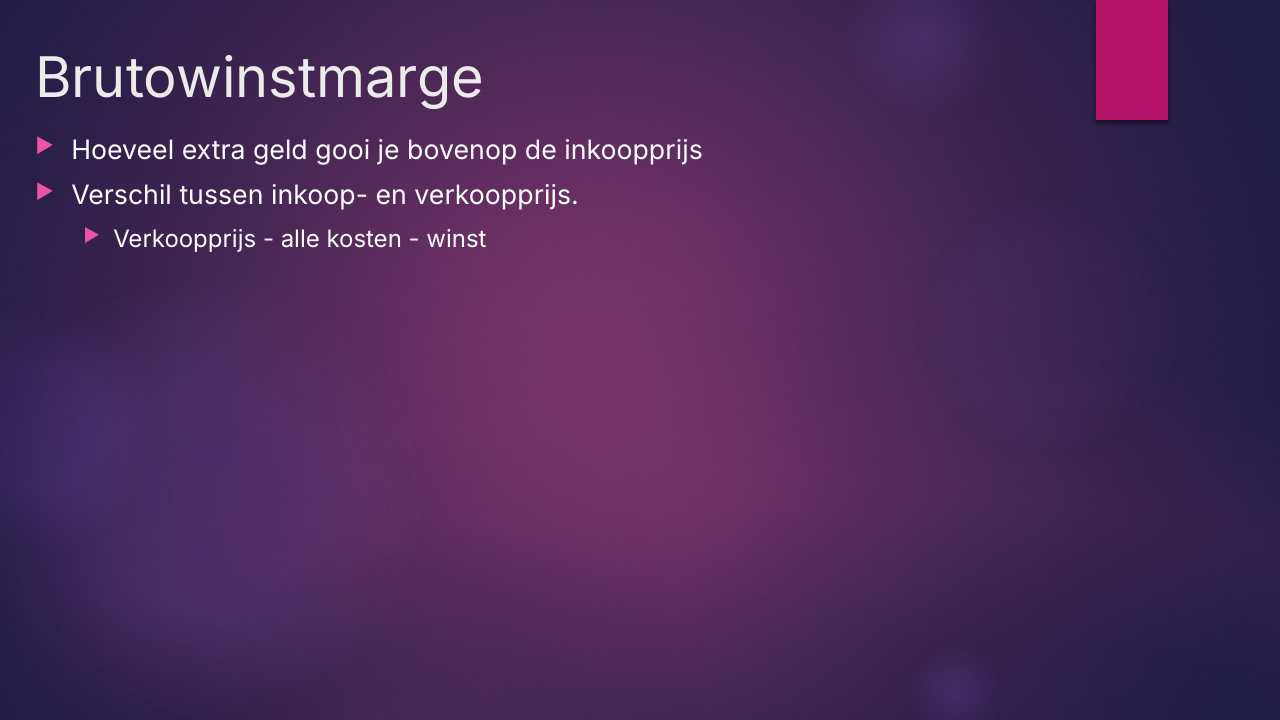 Brutowinstmarge
Hoeveel extra geld gooi je bovenop de inkoopprijs
Verschil tussen inkoop- en verkoopprijs.
Verkoopprijs - alle kosten - winst